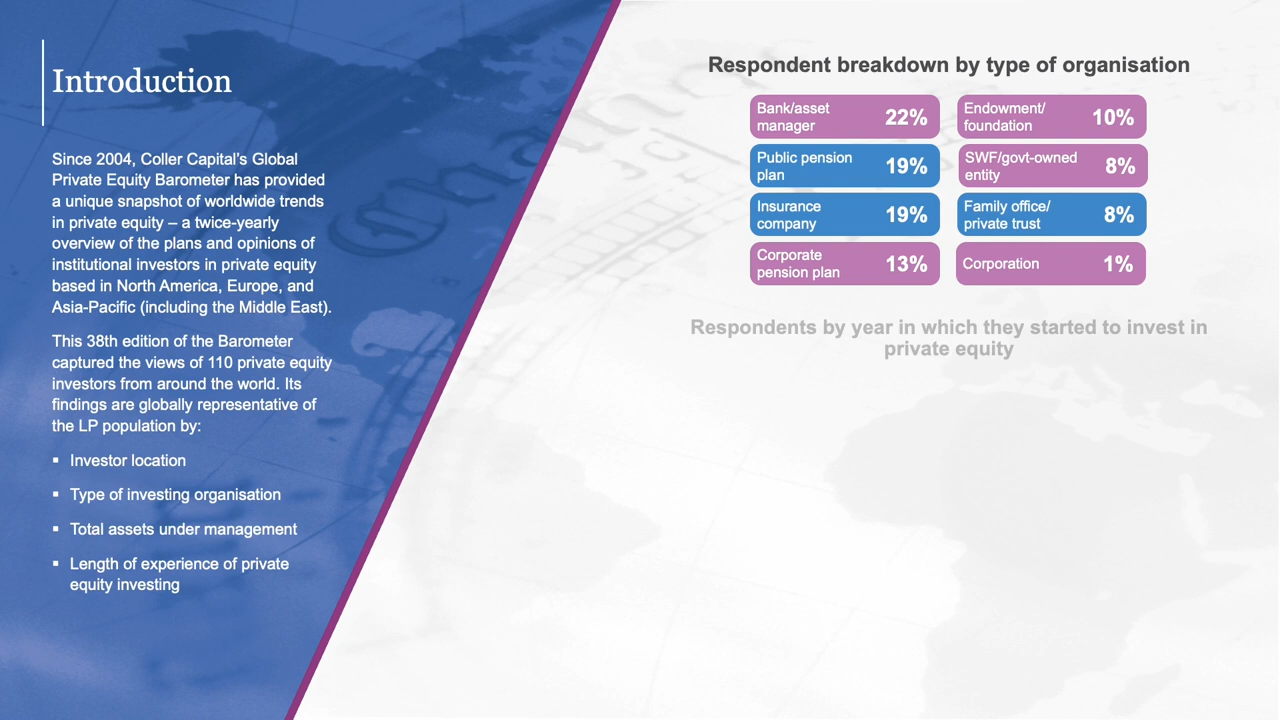 Introduction
Since 2004, Coller Capital’s Global
Private Equity Barometer has provided
a unique snapshot of worldwide trends
in private equity – a twice-yearly
overview of the plans and opinions of
institutional investors in private equity
based in North America, Europe, and
Asia-Pacific (including the Middle East).
This 38th edition of the Barometer
captured the views of 110 private equity
investors from around the world. Its
findings are globally representative of
the LP population by:
▪ Investor location
▪ Type of investing organisation
▪ Total assets under management
▪ Length of experience of private
equity investing
Respondent breakdown by type of organisation
Bank/asset
manager
22%
Endowment/
foundation
10%
Public pension
plan
19%
SWF/govt-owned
entity
8%
Insurance
company
19%
Family office/
private trust
8%
Corporate
pension plan
13%
Corporation
1%
Respondents by year in which they started to invest in
private equity